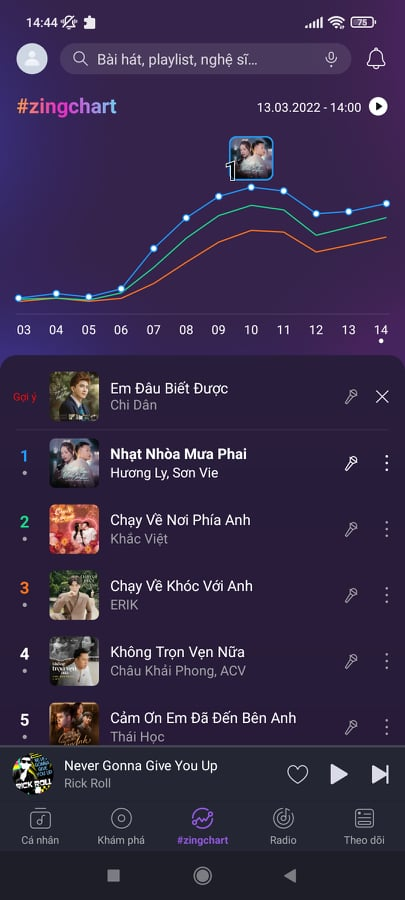 14:44
75
Bài hát, playlist, nghệ sĩ...
#zingchart
13.03.2022 - 14:00
1
03 04 05 06 07 08 09 10 11 12 13 14
Gợi ý
Em Đâu Biết Được
Chi Dân
1
Nhạt Nhòa Mưa Phai
Hương Ly, Sơn Vie
2
Chạy Về Nơi Phía Anh
Khắc Việt
3
Chạy Về Khóc Với Anh
ERIK
4
Không Trọn Vẹn Nữa
Châu Khải Phong, ACV
5
Cảm Ơn Em Đã Đến Bên Anh
Thái Học
RICK ROLL
Never Gonna Give You Up
Rick Roll
Cá nhân
Khám phá
#zingchart
Radio
Theo dõi